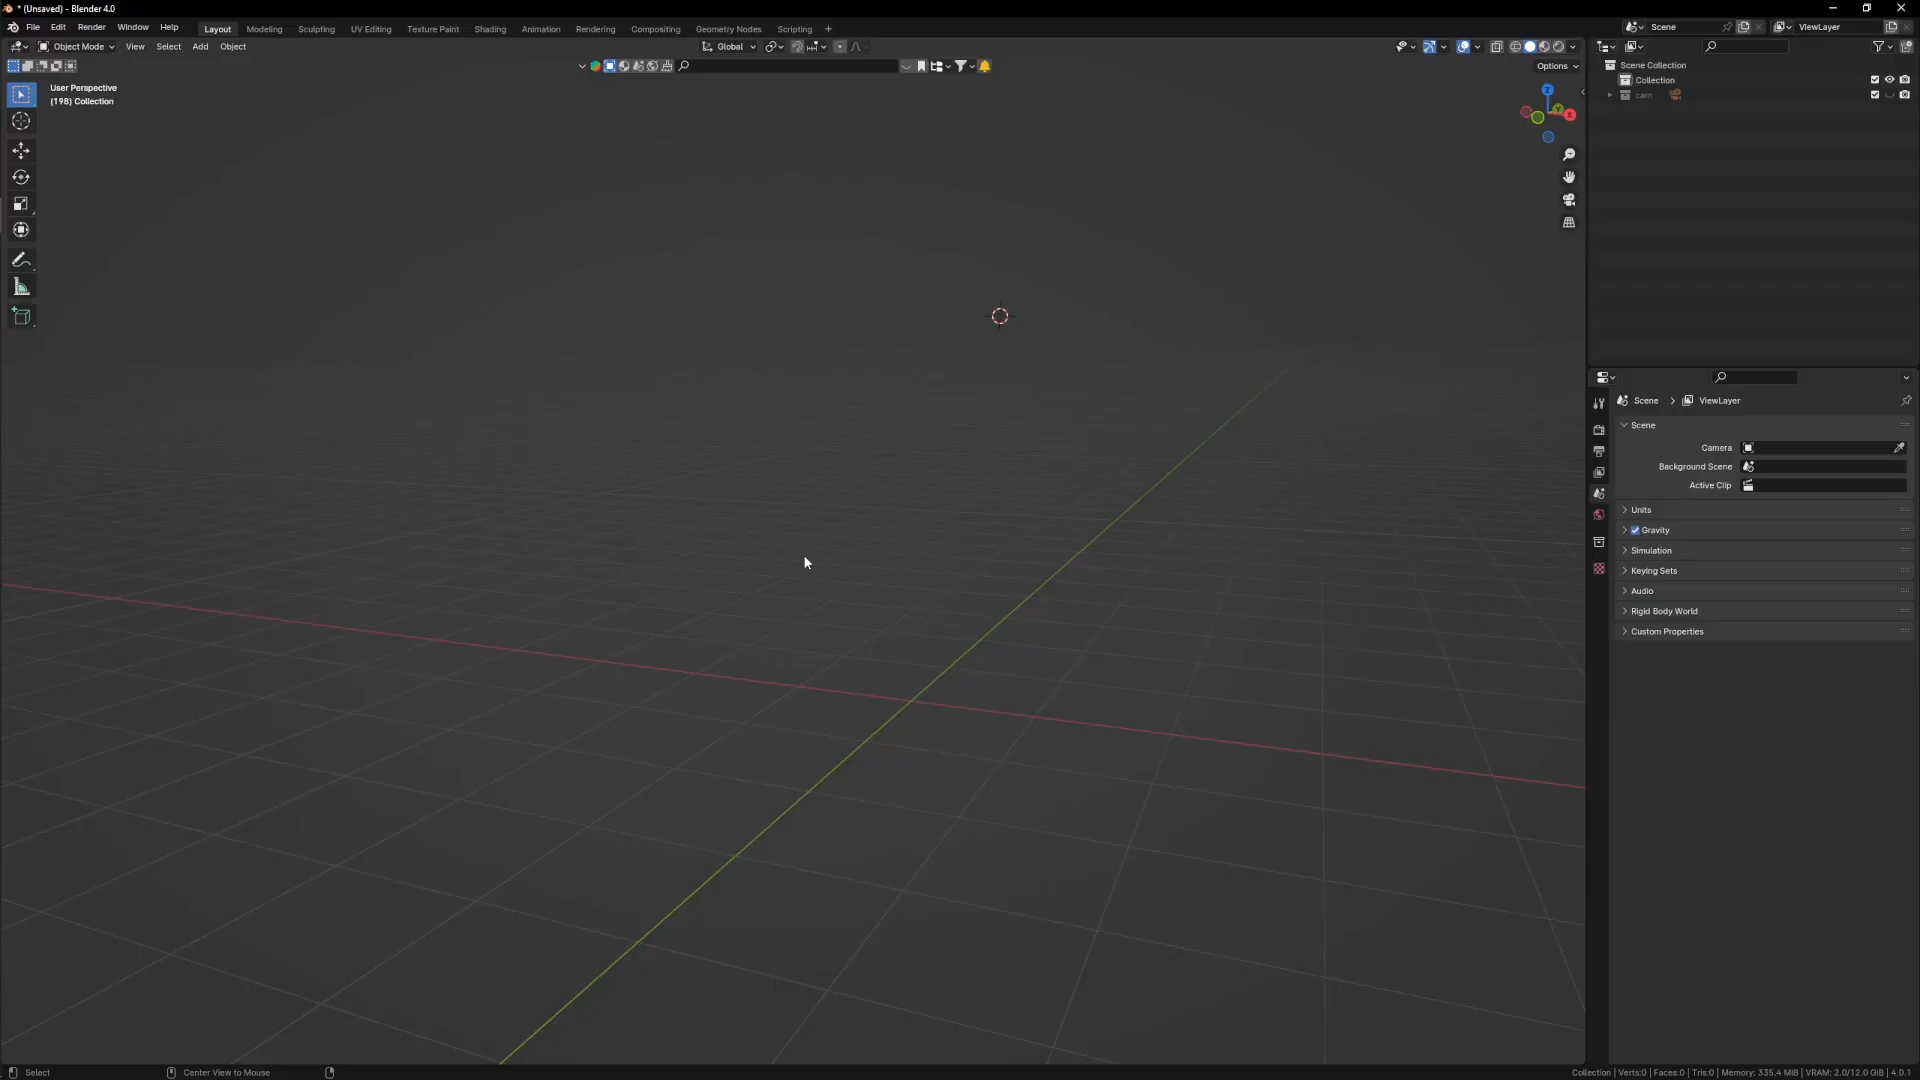 * (Unsaved) - Blender 4.0
File Edit Render Window Help Layout Modeling Sculpting UV Editing Texture Paint Shading Animation Rendering Compositing Geometry Nodes Scripting + Scene ViewLayer
Object Mode View Select Add Object Global
Options
User Perspective
(198) Collection
Z
Y
X
Scene Collection
Collection
cam
Scene > ViewLayer
Scene
Camera
Background Scene
Active Clip
Units
Gravity
Simulation
Keying Sets
Audio
Rigid Body World
Custom Properties
Select Center View to Mouse Collection | Verts:0 | Faces:0 | Tris:0 | Memory: 335.4 MiB | VRAM: 2.0/12.0 GiB | 4.0.1